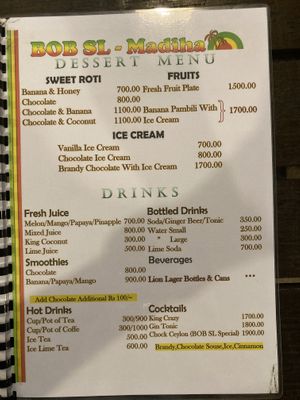 BOB SL - Madiha
DESSERT MENU
SWEET ROTI
Banana & Honey 700.00
Chocolate 800.00
Chocolate & Banana 1100.00
Chocolate & Coconut 1100.00
FRUITS
Fresh Fruit Plate 1500.00
Banana Pambili With
Ice Cream } 1700.00
ICE CREAM
Vanilla Ice Cream 700.00
Chocolate Ice Cream 800.00
Brandy Chocolate With Ice Cream 1700.00
DRINKS
Fresh Juice
Melon/Mango/Papaya/Pinapple 700.00
Mixed Juice 800.00
King Coconut 300.00
Lime Juice 500.00
Smoothies
Chocolate 800.00
Banana/Papaya/Mango 900.00
Add Chocolate Additional Rs 100/-
Hot Drinks
Cup/Pot of Tea 300/900
Cup/Pot of Coffe 300/1000
Ice Tea 500.00
Ice Lime Tea 600.00
Bottled Drinks
Soda/Ginger Beer/Tonic 350.00
Water Small 250.00
" Large 300.00
Lime Soda 700.00
Beverages
Lion Lager Bottles & Cans ***
Cocktails
King Crazy 1700.00
Gin Tonic 1800.00
Chock Ceylon (BOB SL Special) 1900.00
Brandy,Chocolate Souse,Ice,Cinnamon